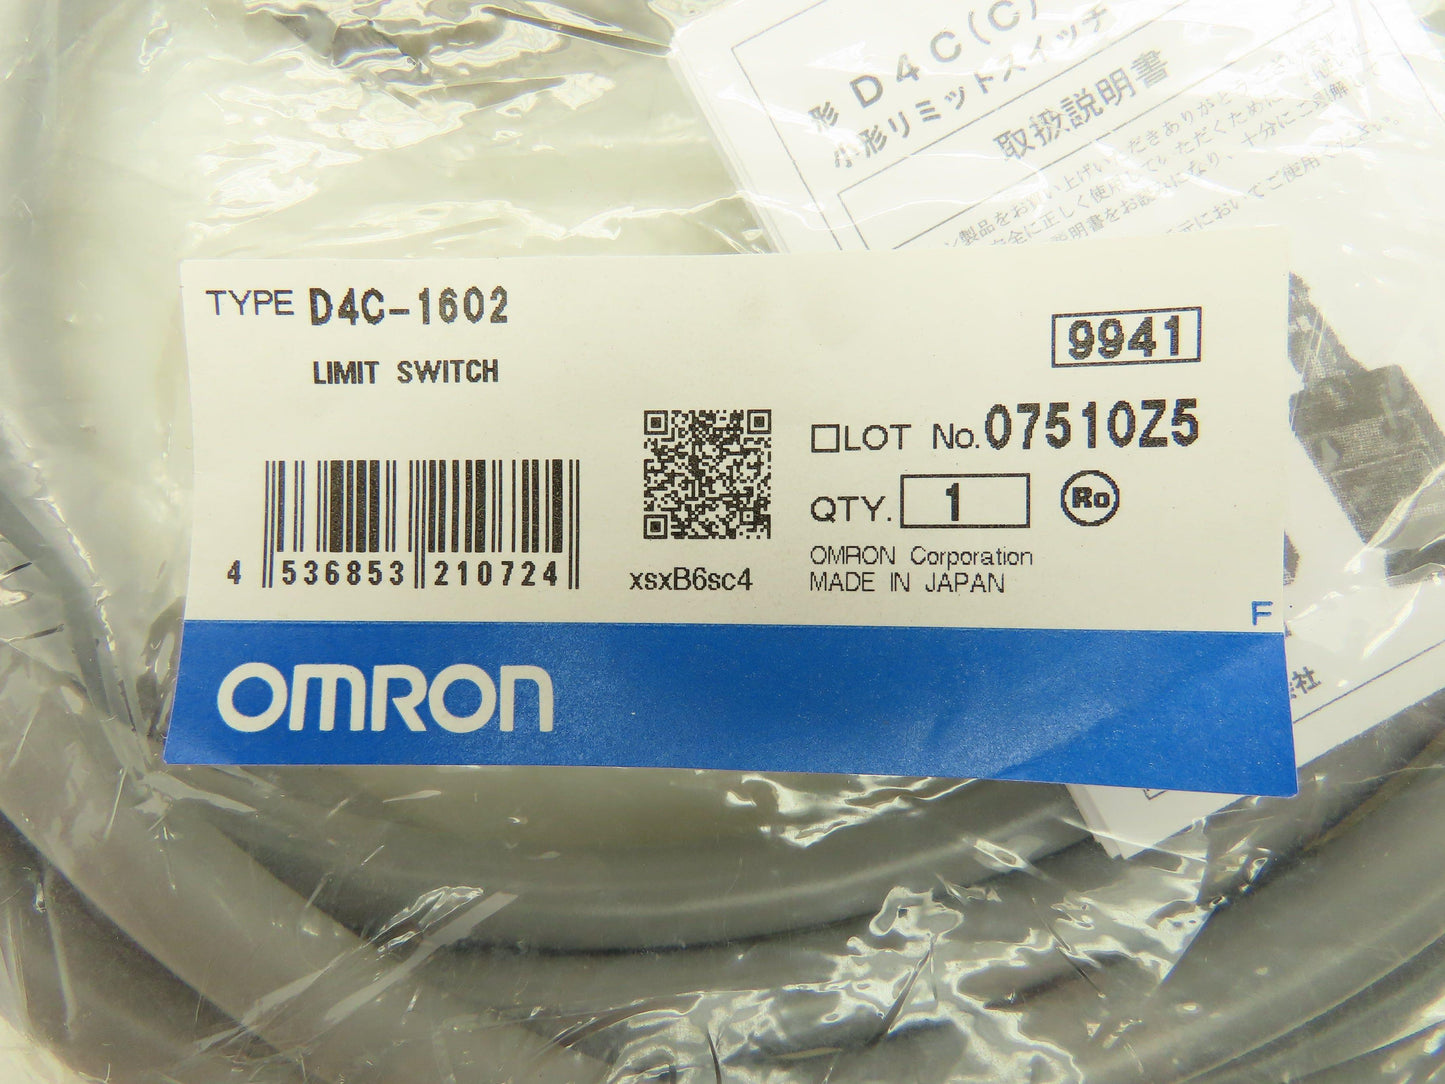 形 D4C(C)
小形リミットスイッチ
取扱説明書
TYPE D4C-1602
LIMIT SWITCH
9941
LOT No. 07510Z5
QTY. 1 Ro
OMRON Corporation
MADE IN JAPAN
4 536853 210724
xsxB6sc4
F
OMRON